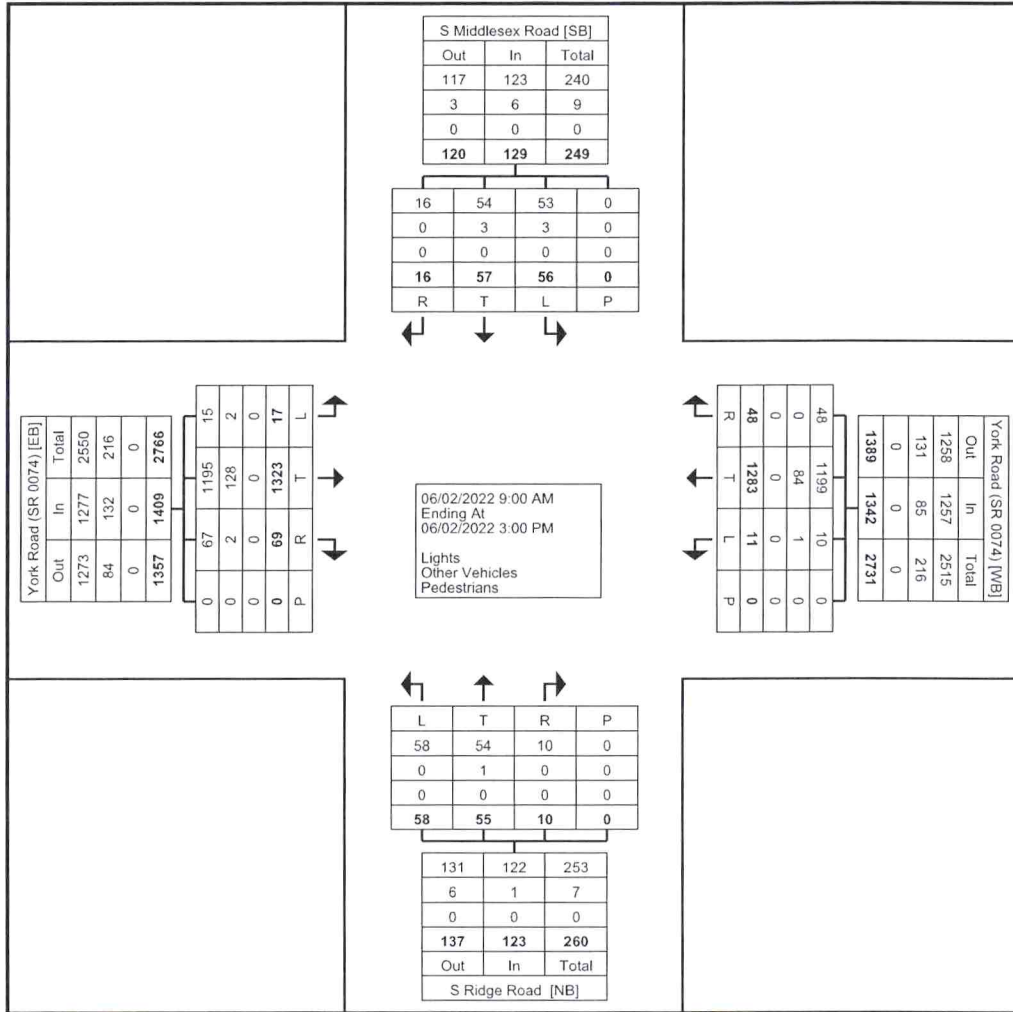 S Middlesex Road [SB]
Out In Total
117 123 240
3 6 9
0 0 0
120 129 249
16 54 53 0
0 3 3 0
0 0 0 0
16 57 56 0
R T L P
York Road (SR 0074) [EB]
Total In Out
2550 1277 1273
216 132 84
0 0 0
2766 1409 1357
15 1195 67 0
2 128 2 0
0 0 0 0
17 1323 69 0
L T R P
06/02/2022 9:00 AM
Ending At
06/02/2022 3:00 PM
Lights
Other Vehicles
Pedestrians
R T L P
48 1283 11 0
0 0 0 0
0 84 1 0
48 1199 10 0
York Road (SR 0074) [WB]
Out In Total
1258 1257 2515
131 85 216
0 0 0
1389 1342 2731
L T R P
58 54 10 0
0 1 0 0
0 0 0 0
58 55 10 0
131 122 253
6 1 7
0 0 0
137 123 260
Out In Total
S Ridge Road [NB]